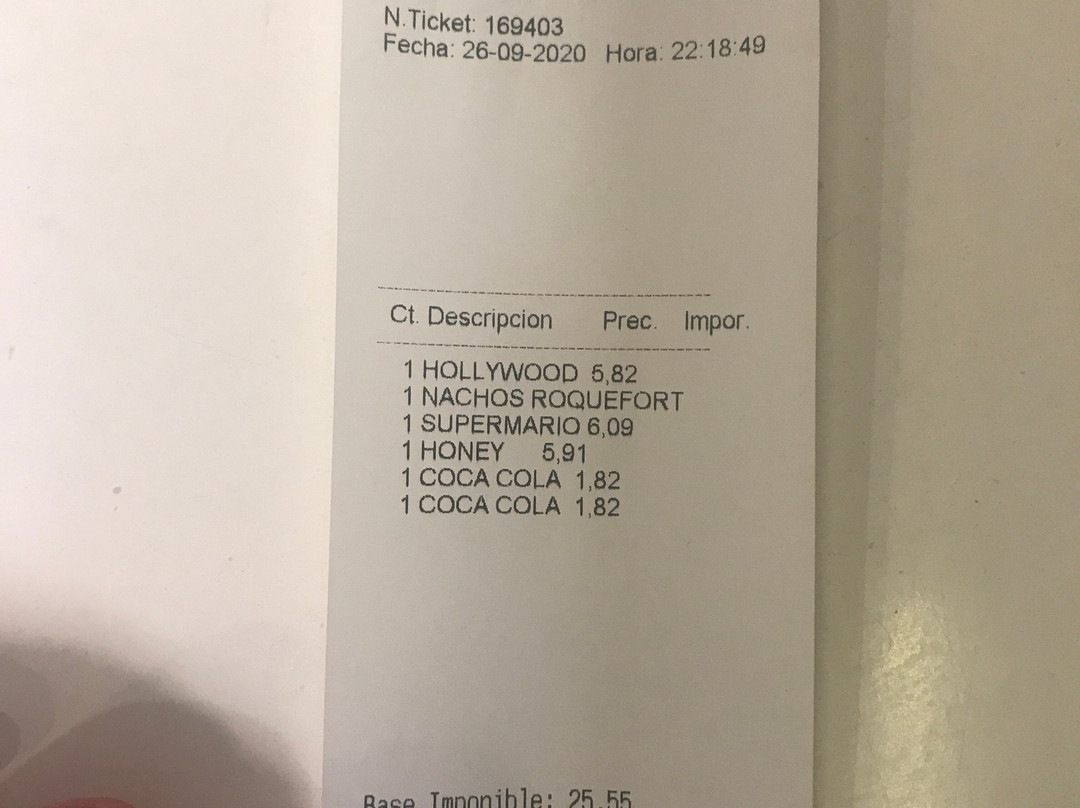 N.Ticket: 169403
Fecha: 26-09-2020 Hora: 22:18:49
Ct. Descripcion Prec. Impor.
1 HOLLYWOOD 5,82
1 NACHOS ROQUEFORT
1 SUPERMARIO 6,09
1 HONEY 5,91
1 COCA COLA 1,82
1 COCA COLA 1,82
Base Imponible: 25,55